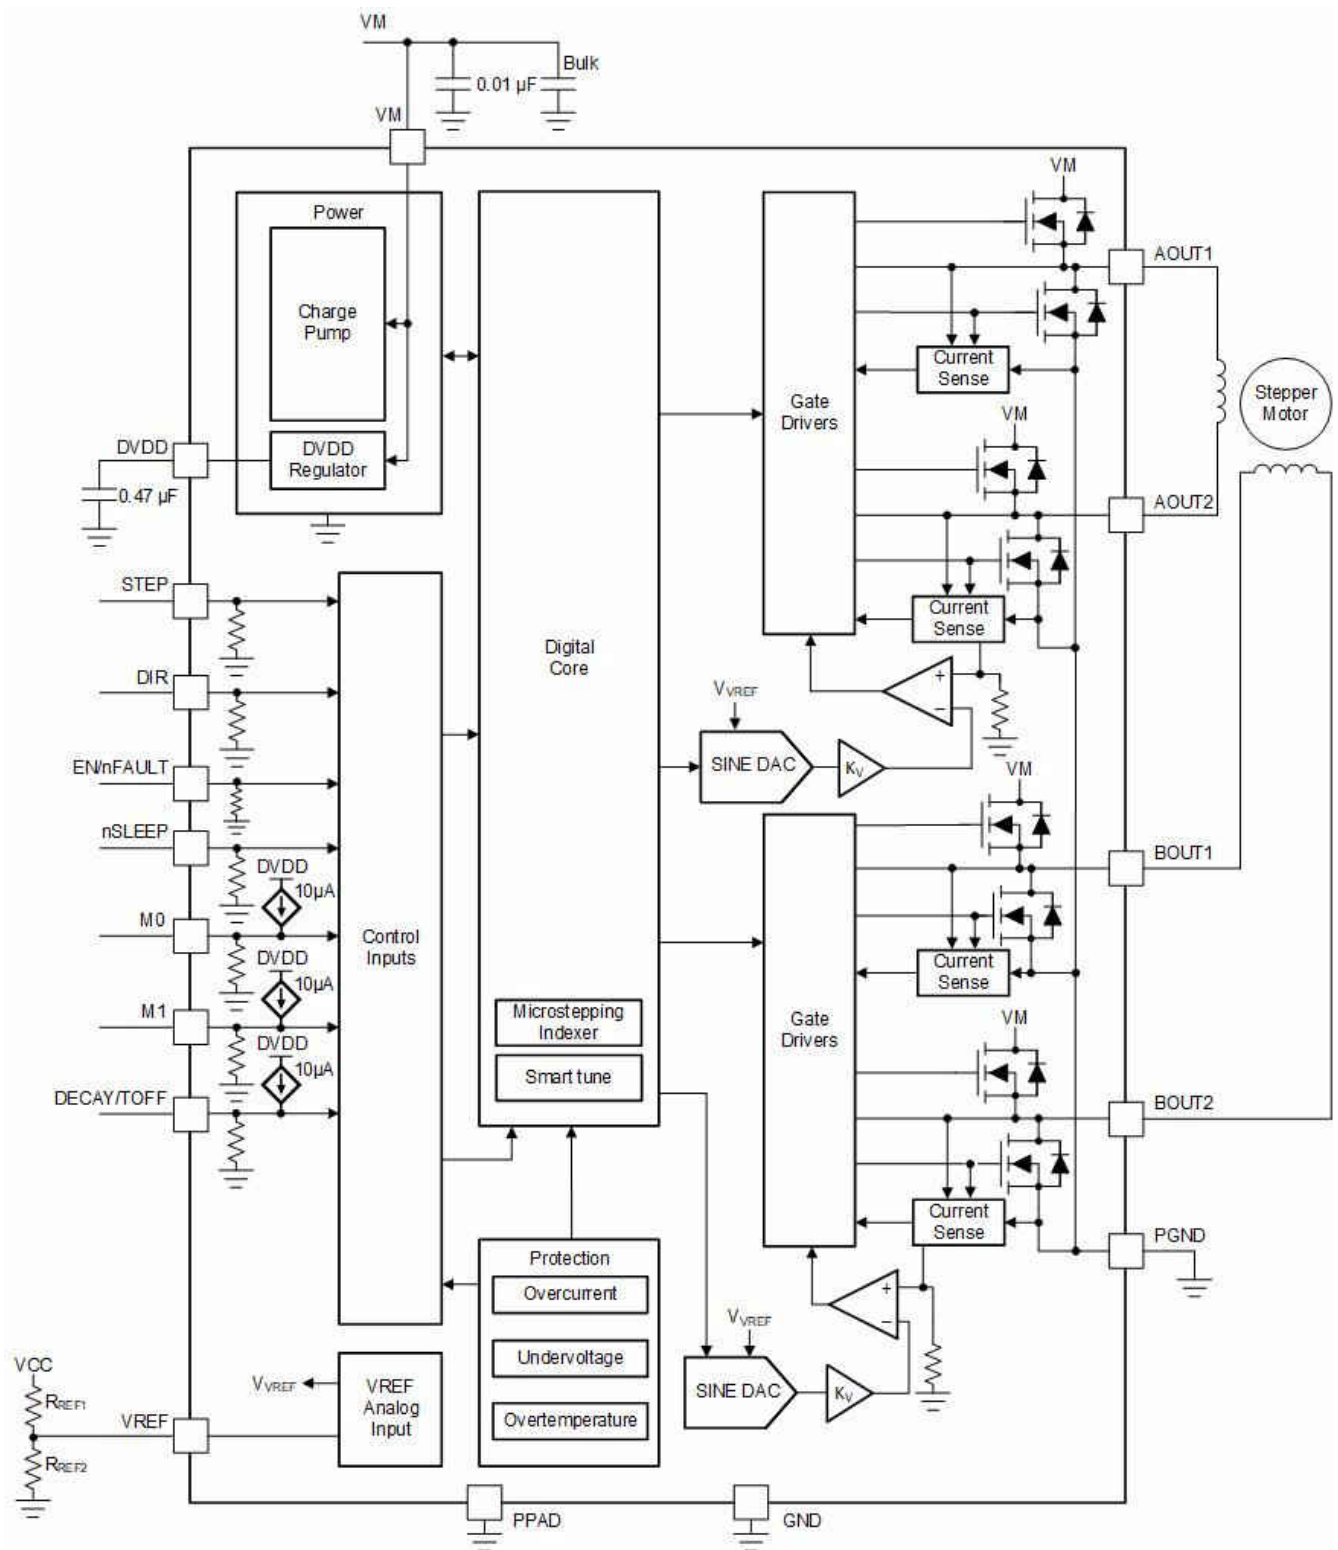 VM
Bulk
0.01 µF
VM
VM
Power
AOUT1
Charge
Pump
Current
Sense
Gate
Drivers
Stepper
Motor
VM
DVDD
DVDD
Regulator
0.47 µF
AOUT2
STEP
Current
Sense
Digital
Core
DIR
+
−
VVREF
EN/nFAULT
SINE DAC
KV
VM
nSLEEP
DVDD
10µA
BOUT1
M0
Control
Inputs
DVDD
10µA
Current
Sense
M1
Microstepping
Indexer
Gate
Drivers
VM
DVDD
10µA
Smart tune
DECAY/TOFF
BOUT2
Current
Sense
PGND
Protection
Overcurrent
+
−
VVREF
Undervoltage
VCC
RREF1
VVREF
VREF
Analog
Input
SINE DAC
KV
VREF
Overtemperature
RREF2
PPAD
GND